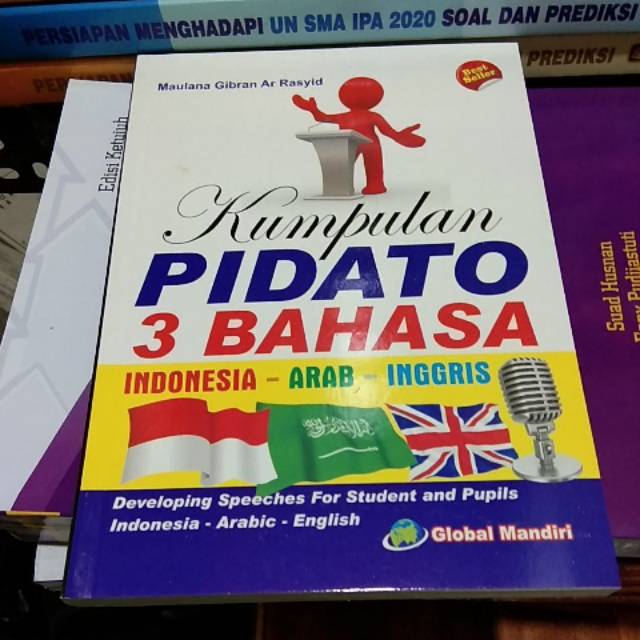 PERSIAPAN MENGHADAPI UN SMA IPA 2020 SOAL DAN PREDIKSI
PREDIKSI
Maulana Gibran Ar Rasyid
Best
Seller
Edisi Ketujuh
Kumpulan
PIDATO
3 BAHASA
INDONESIA - ARAB - INGGRIS
Developing Speeches For Student and Pupils
Indonesia - Arabic - English
Global Mandiri
Suad Husnan
Pudjiastuti